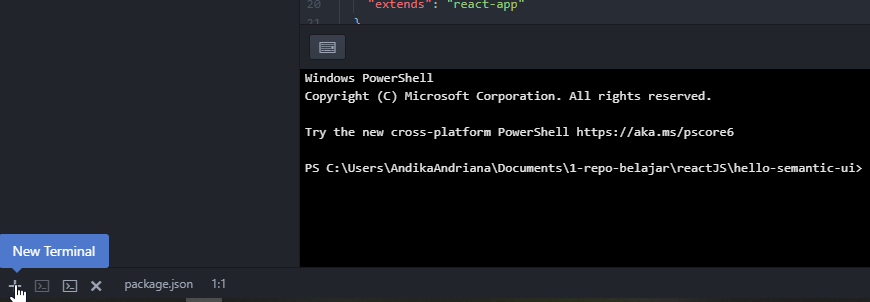 20 "extends": "react-app"
21 }
Windows PowerShell
Copyright (C) Microsoft Corporation. All rights reserved.
Try the new cross-platform PowerShell https://aka.ms/pscore6
PS C:\Users\AndikaAndriana\Documents\1-repo-belajar\reactJS\hello-semantic-ui>
New Terminal
package.json 1:1